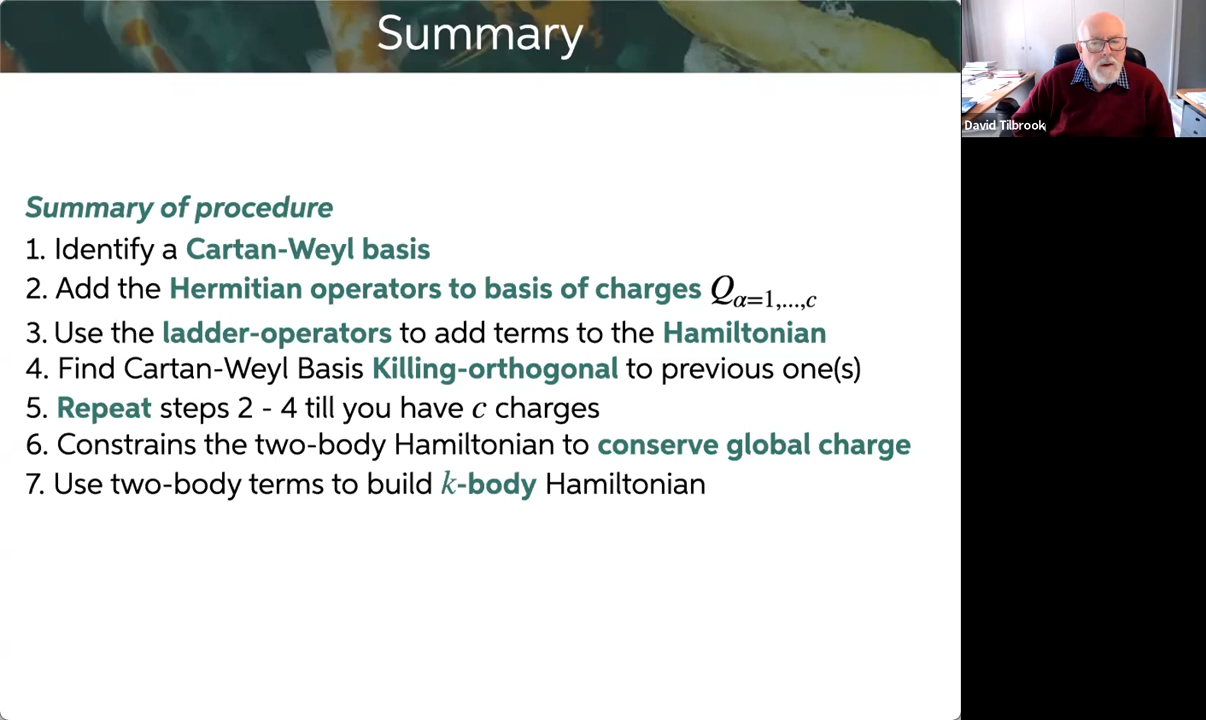 Summary
Summary of procedure
1. Identify a Cartan-Weyl basis
2. Add the Hermitian operators to basis of charges Qα=1,...,c
3. Use the ladder-operators to add terms to the Hamiltonian
4. Find Cartan-Weyl Basis Killing-orthogonal to previous one(s)
5. Repeat steps 2 - 4 till you have c charges
6. Constrains the two-body Hamiltonian to conserve global charge
7. Use two-body terms to build k-body Hamiltonian
David Tilbrook